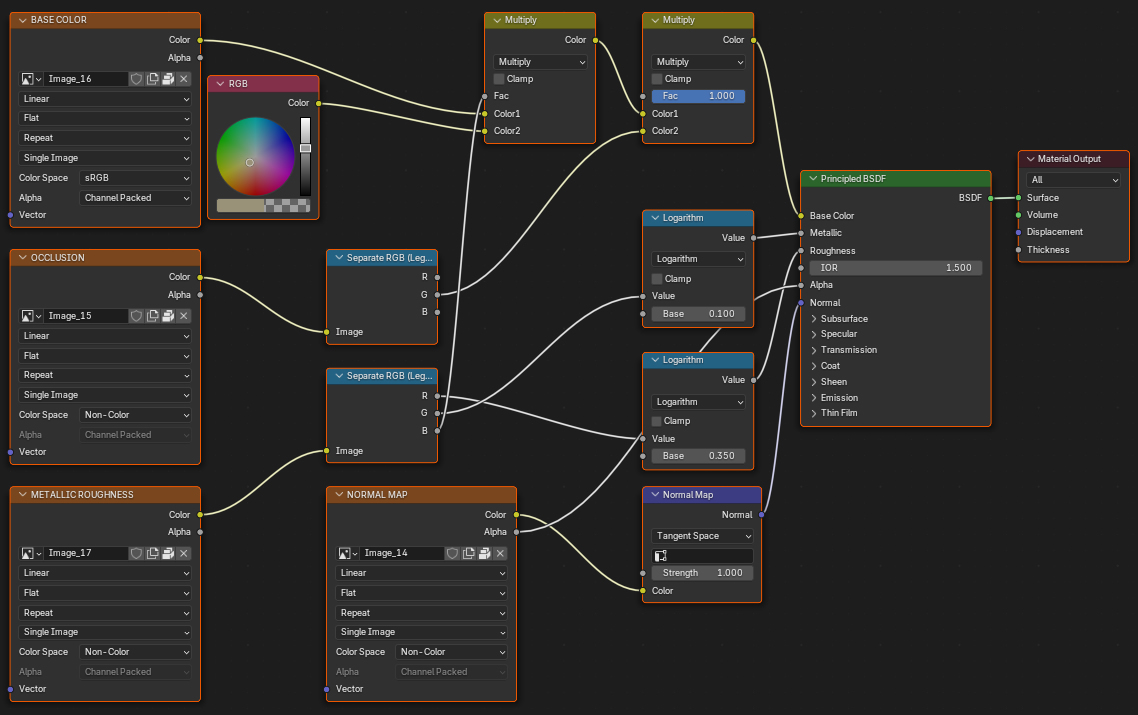 BASE COLOR
Color
Alpha
Image_16
Linear
Flat
Repeat
Single Image
Color Space
sRGB
Alpha
Channel Packed
Vector
RGB
Color
Multiply
Color
Multiply
Clamp
Fac
Color1
Color2
Multiply
Color
Multiply
Clamp
Fac 1.000
Color1
Color2
OCCLUSION
Color
Alpha
Image_15
Linear
Flat
Repeat
Single Image
Color Space
Non-Color
Alpha
Channel Packed
Vector
Separate RGB (Leg...
R
G
B
Image
Separate RGB (Leg...
R
G
B
Image
Logarithm
Value
Logarithm
Clamp
Value
Base 0.100
Logarithm
Value
Logarithm
Clamp
Value
Base 0.350
Principled BSDF
BSDF
Base Color
Metallic
Roughness
IOR 1.500
Alpha
Normal
Subsurface
Specular
Transmission
Coat
Sheen
Emission
Thin Film
Material Output
All
Surface
Volume
Displacement
Thickness
METALLIC ROUGHNESS
Color
Alpha
Image_17
Linear
Flat
Repeat
Single Image
Color Space
Non-Color
Alpha
Channel Packed
Vector
NORMAL MAP
Color
Alpha
Image_14
Linear
Flat
Repeat
Single Image
Color Space
Non-Color
Alpha
Channel Packed
Vector
Normal Map
Normal
Tangent Space
Strength 1.000
Color